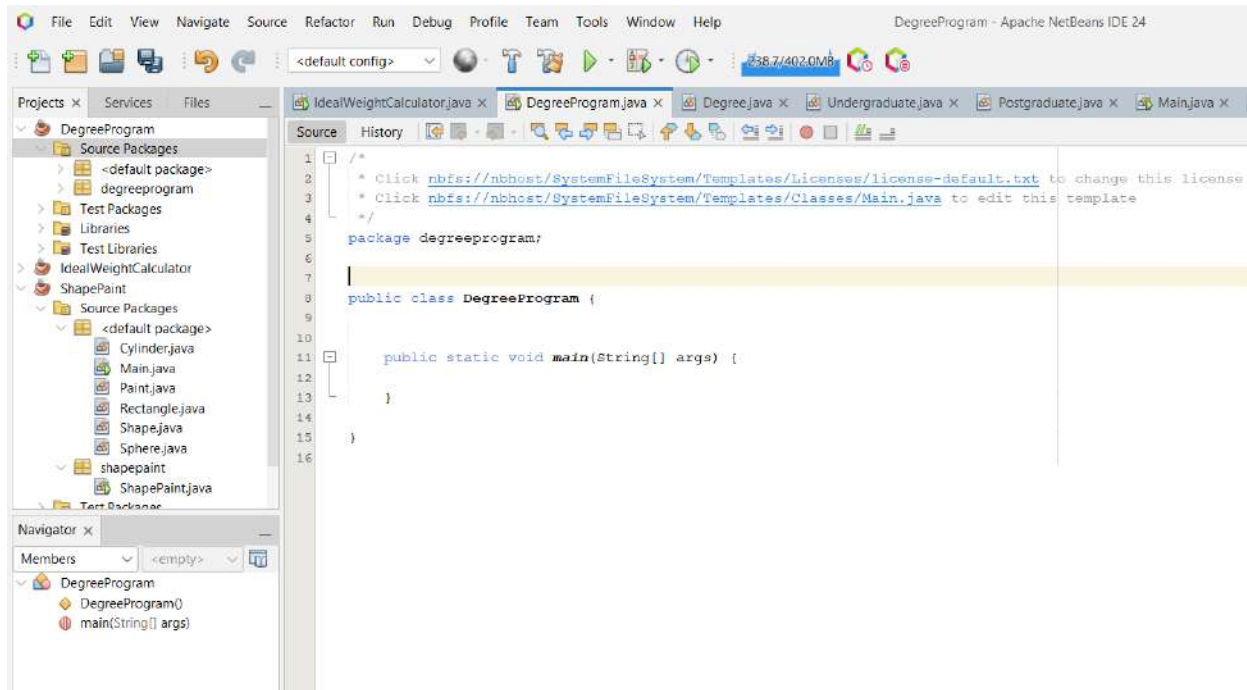 File Edit View Navigate Source Refactor Run Debug Profile Team Tools Window Help DegreeProgram - Apache NetBeans IDE 24
<default config> 238.7/402.0MB
Projects Services Files
DegreeProgram
Source Packages
<default package>
degreeprogram
Test Packages
Libraries
Test Libraries
IdealWeightCalculator
ShapePaint
Source Packages
<default package>
Cylinder.java
Main.java
Paint.java
Rectangle.java
Shape.java
Sphere.java
shapepaint
ShapePaint.java
Test Packages
Navigator
Members <empty>
DegreeProgram
DegreeProgram()
main(String[] args)
IdealWeightCalculator.java DegreeProgram.java Degree.java Undergraduate.java Postgraduate.java Main.java
Source History
1 /*
2 * Click nbfs://nbhost/SystemFileSystem/Templates/Licenses/license-default.txt to change this license
3 * Click nbfs://nbhost/SystemFileSystem/Templates/Classes/Main.java to edit this template
4 */
5 package degreeprogram;
6
7
8 public class DegreeProgram {
9
10
11 public static void main(String[] args) {
12
13 }
14
15 }
16